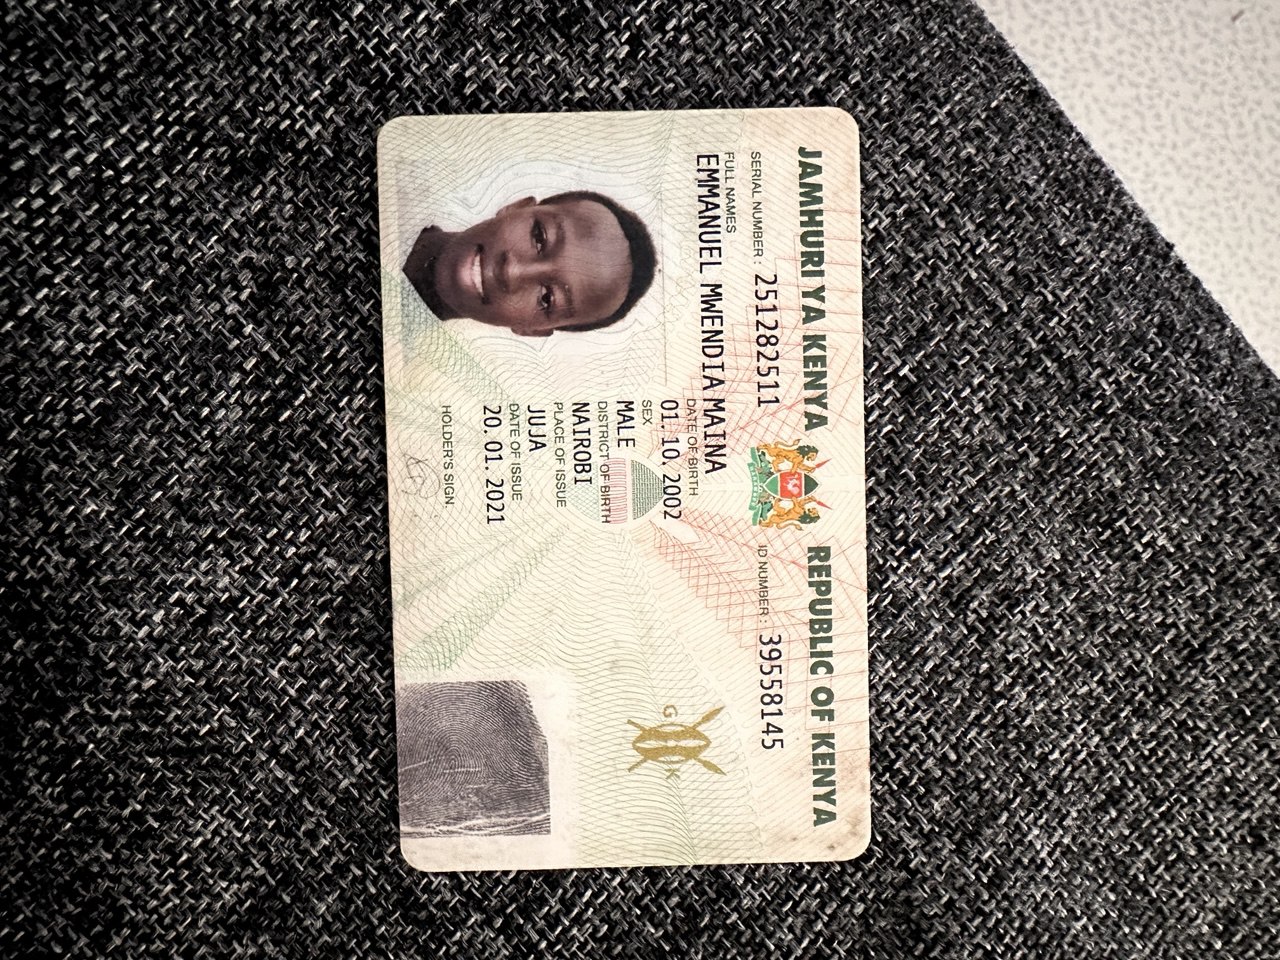 JAMHURI YA KENYA REPUBLIC OF KENYA
SERIAL NUMBER: 251282511 ID NUMBER: 39558145
FULL NAMES
EMMANUEL MWENDIA MAINA
DATE OF BIRTH
01.10.2002
SEX
MALE
DISTRICT OF BIRTH
NAIROBI
PLACE OF ISSUE
JUJA
DATE OF ISSUE
20.01.2021
HOLDER'S SIGN.
G K